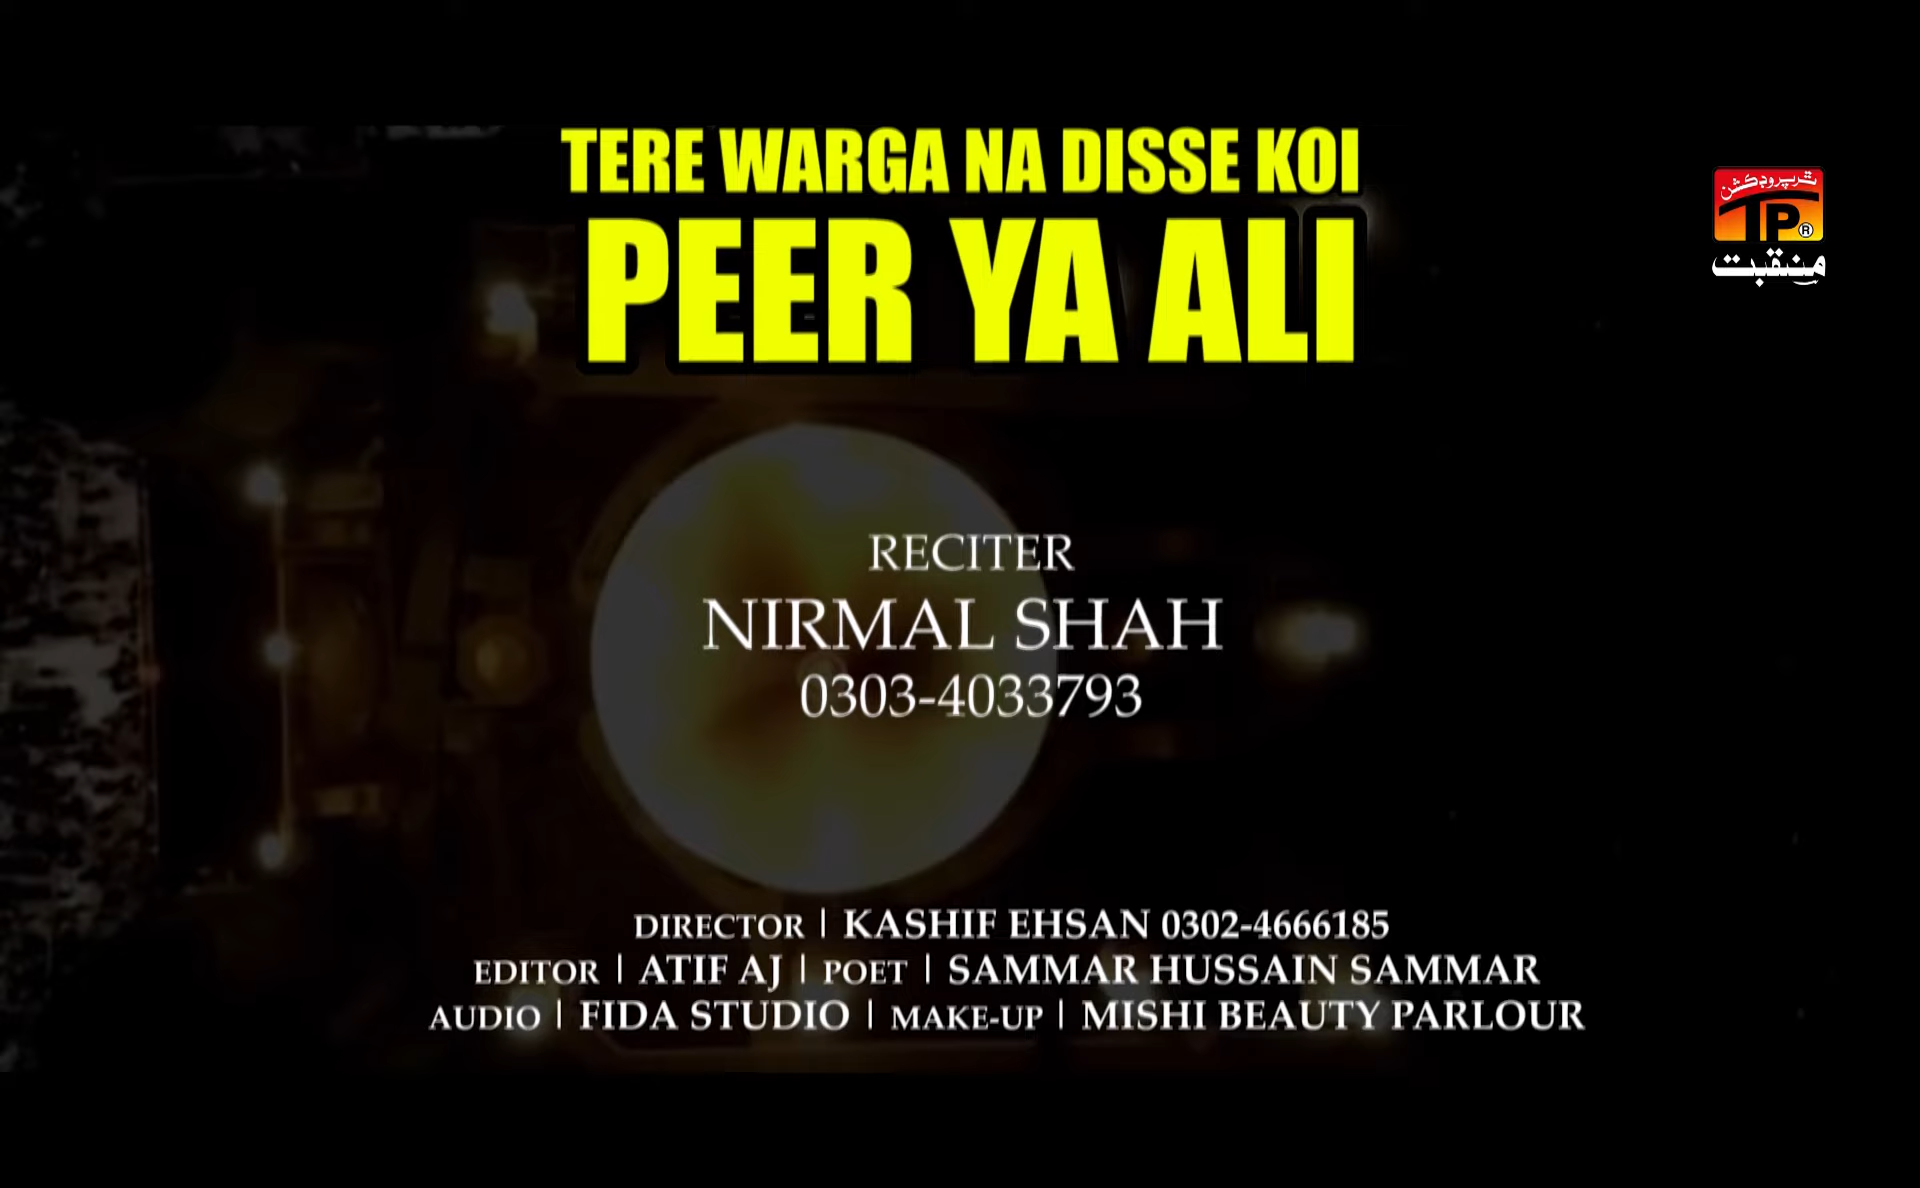 TERE WARGA NA DISSE KOI
PEER YA ALI
تھرپروڊڪشن
TP®
منقبت
RECITER
NIRMAL SHAH
0303-4033793
DIRECTOR | KASHIF EHSAN 0302-4666185
EDITOR | ATIF AJ | POET | SAMMAR HUSSAIN SAMMAR
AUDIO | FIDA STUDIO | MAKE-UP | MISHI BEAUTY PARLOUR